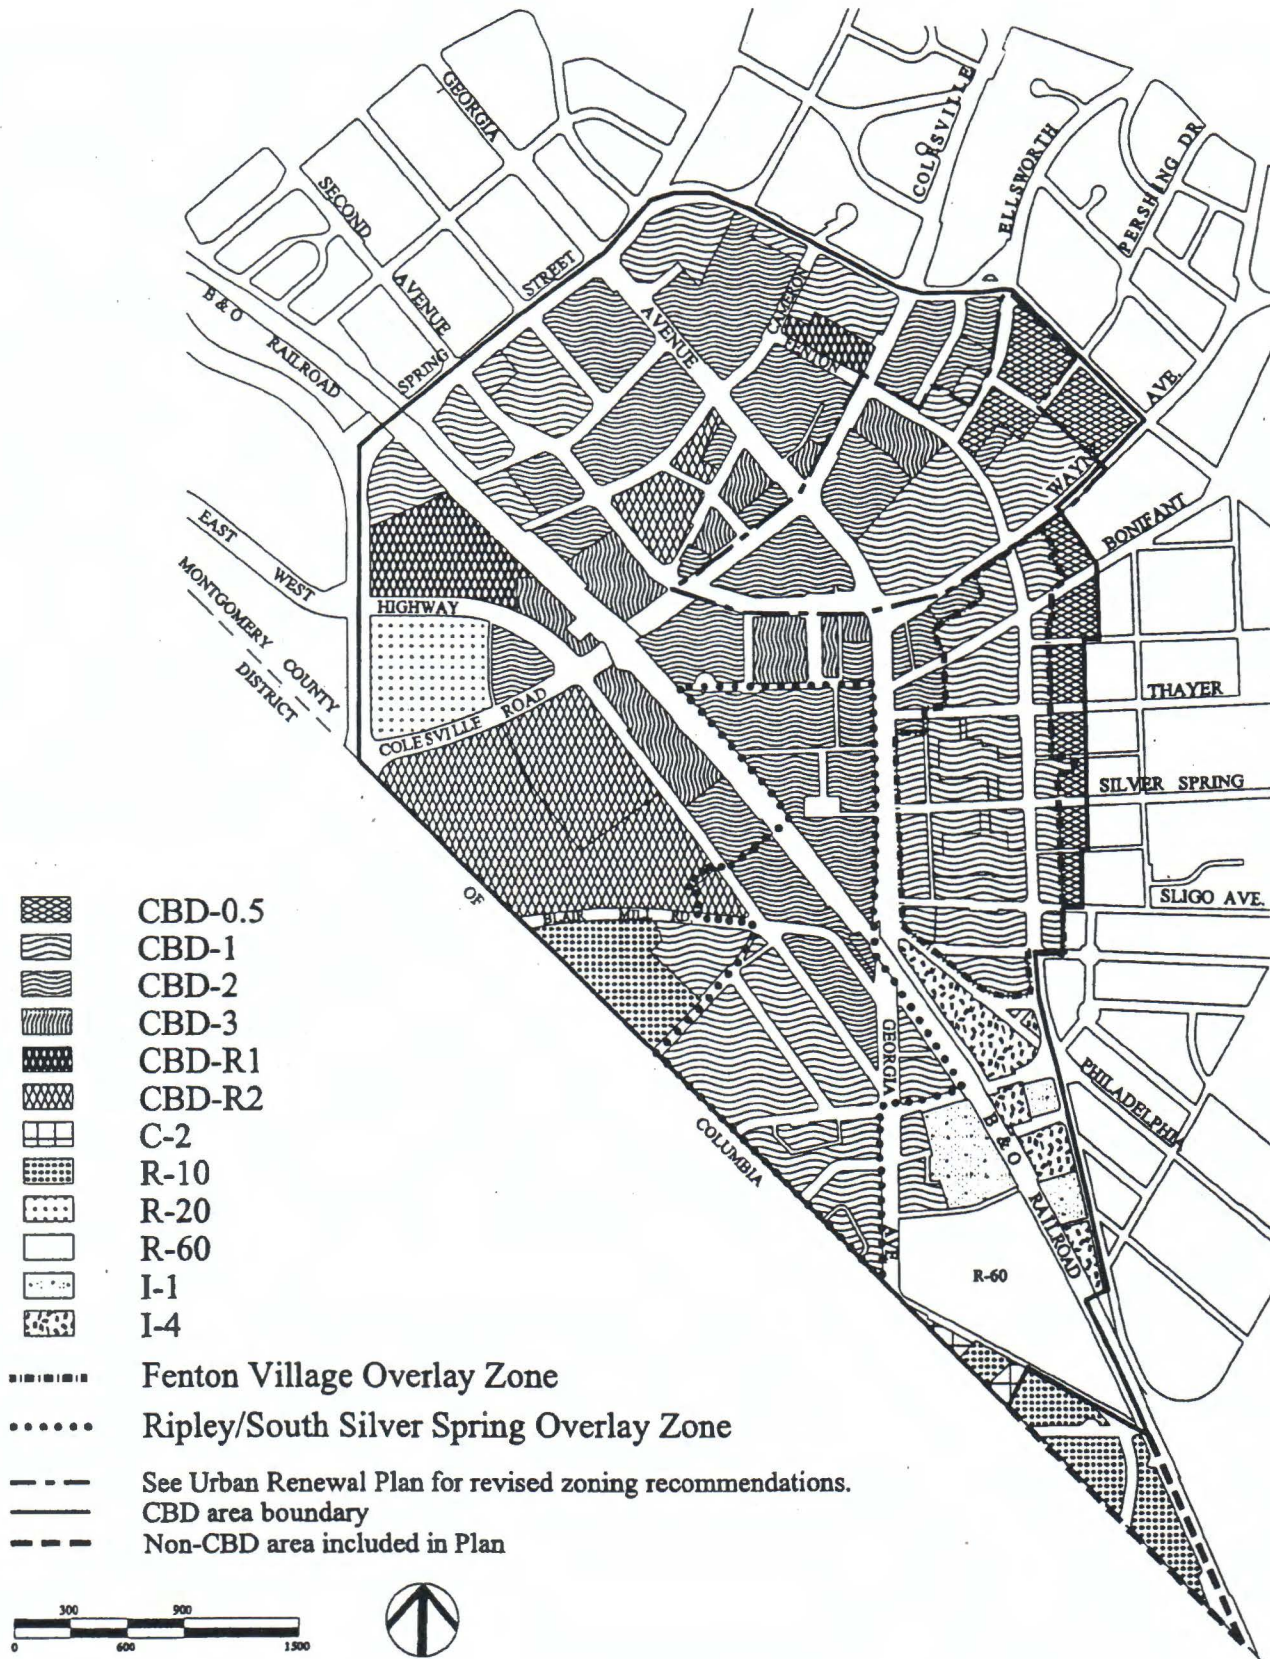 GEORGIA
COLESVILLE
ELLSWORTH
PERSHING DR
SECOND
AVENUE
STREET
SPRING
B & O
RAILROAD
AVENUE
CAMERON
FENTON
WAYNE
AVE.
BONIFANT
EAST
WEST
HIGHWAY
MONTGOMERY COUNTY
DISTRICT
OF
COLUMBIA
COLESVILLE ROAD
THAYER
SILVER SPRING
SLIGO AVE.
BLAIR MILL RD.
GEORGIA
AVE
PHILADELPHIA
B & O
RAILROAD
R-60
CBD-0.5
CBD-1
CBD-2
CBD-3
CBD-R1
CBD-R2
C-2
R-10
R-20
R-60
I-1
I-4
Fenton Village Overlay Zone
Ripley/South Silver Spring Overlay Zone
See Urban Renewal Plan for revised zoning recommendations.
CBD area boundary
Non-CBD area included in Plan
300 900
0 600 1500